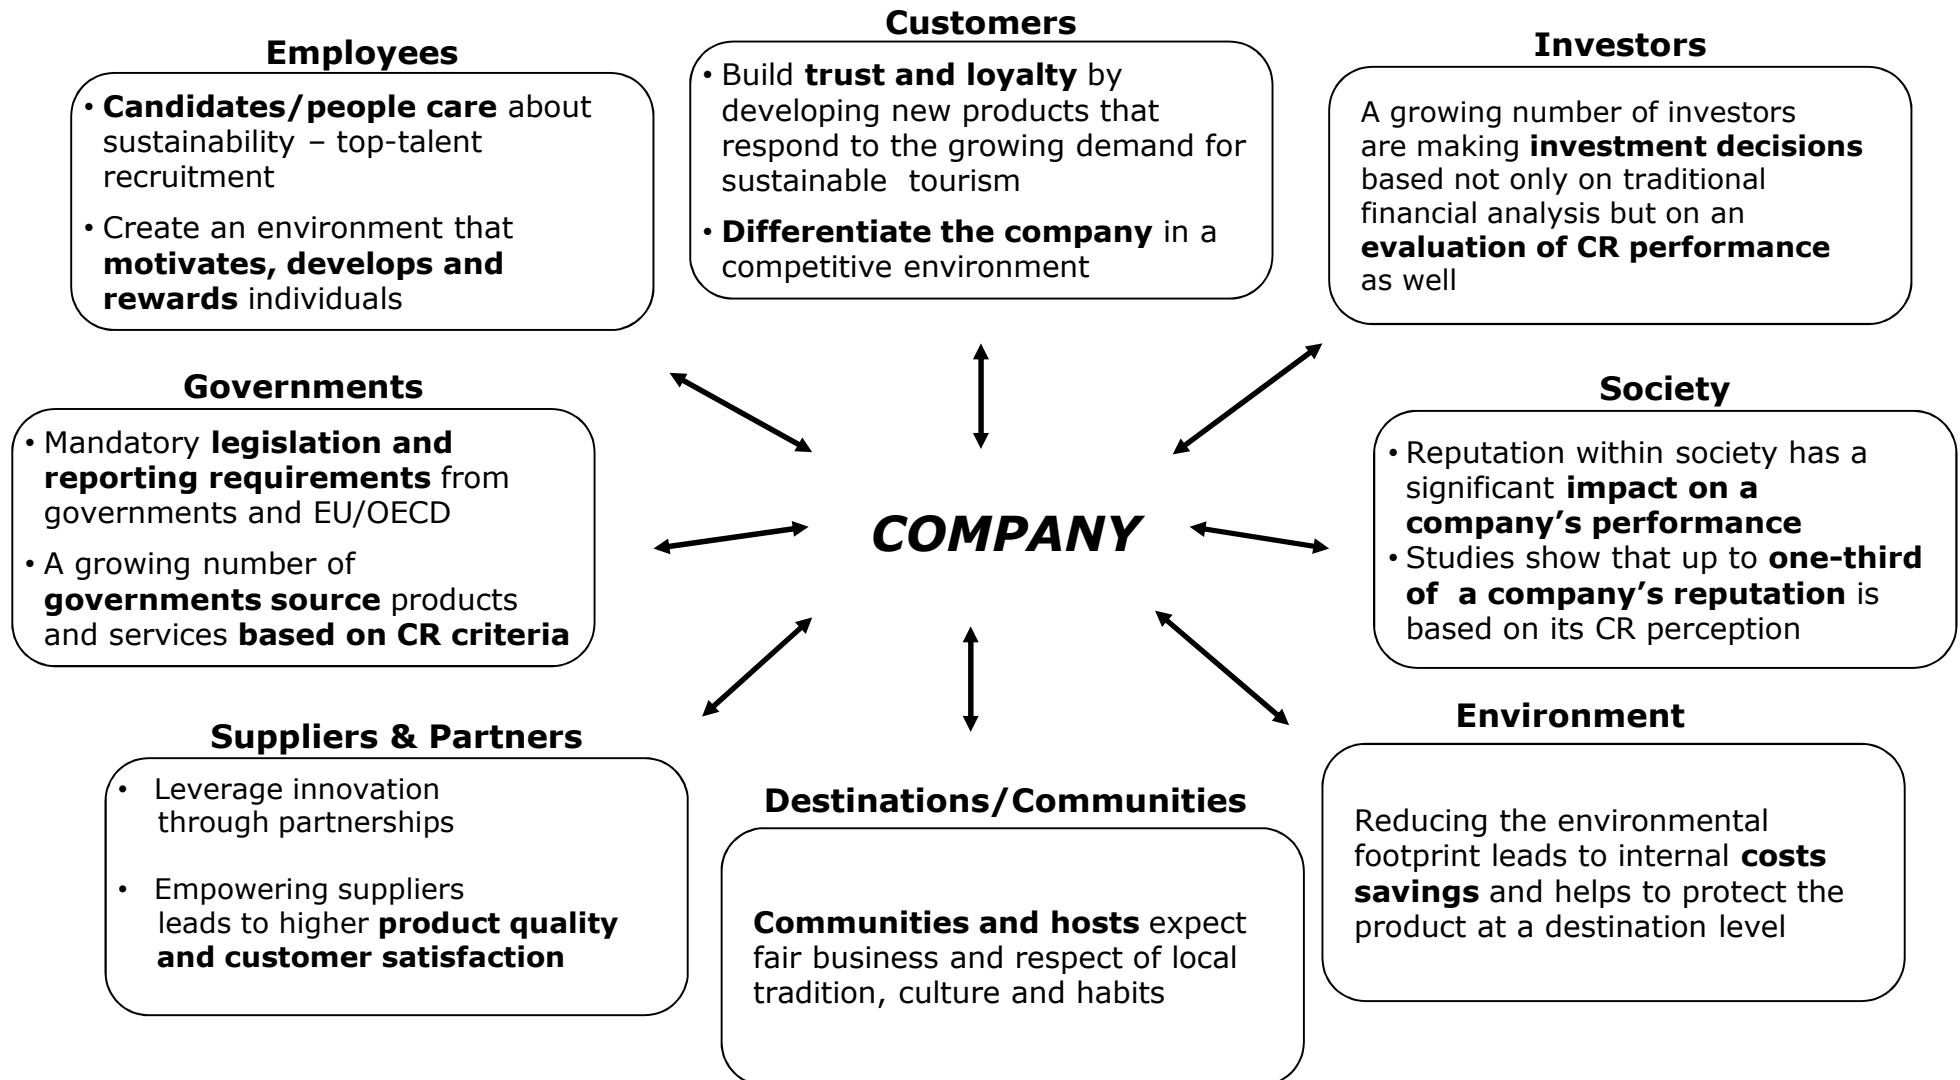 Customers
• Build trust and loyalty by
developing new products that
respond to the growing demand for
sustainable  tourism
• Differentiate the company in a
competitive environment
Employees
• Candidates/people care about
sustainability – top-talent
recruitment
• Create an environment that
motivates, develops and
rewards individuals
Investors
A growing number of investors
are making investment decisions
based not only on traditional
financial analysis but on an
evaluation of CR performance
as well
Governments
• Mandatory legislation and
reporting requirements from
governments and EU/OECD
• A growing number of
governments source products
and services based on CR criteria
COMPANY
Society
• Reputation within society has a
significant impact on a
company’s performance
• Studies show that up to one-third
of  a company’s reputation is
based on its CR perception
Suppliers & Partners
• Leverage innovation
through partnerships
• Empowering suppliers
leads to higher product quality
and customer satisfaction
Destinations/Communities
Communities and hosts expect
fair business and respect of local
tradition, culture and habits
Environment
Reducing the environmental
footprint leads to internal costs
savings and helps to protect the
product at a destination level